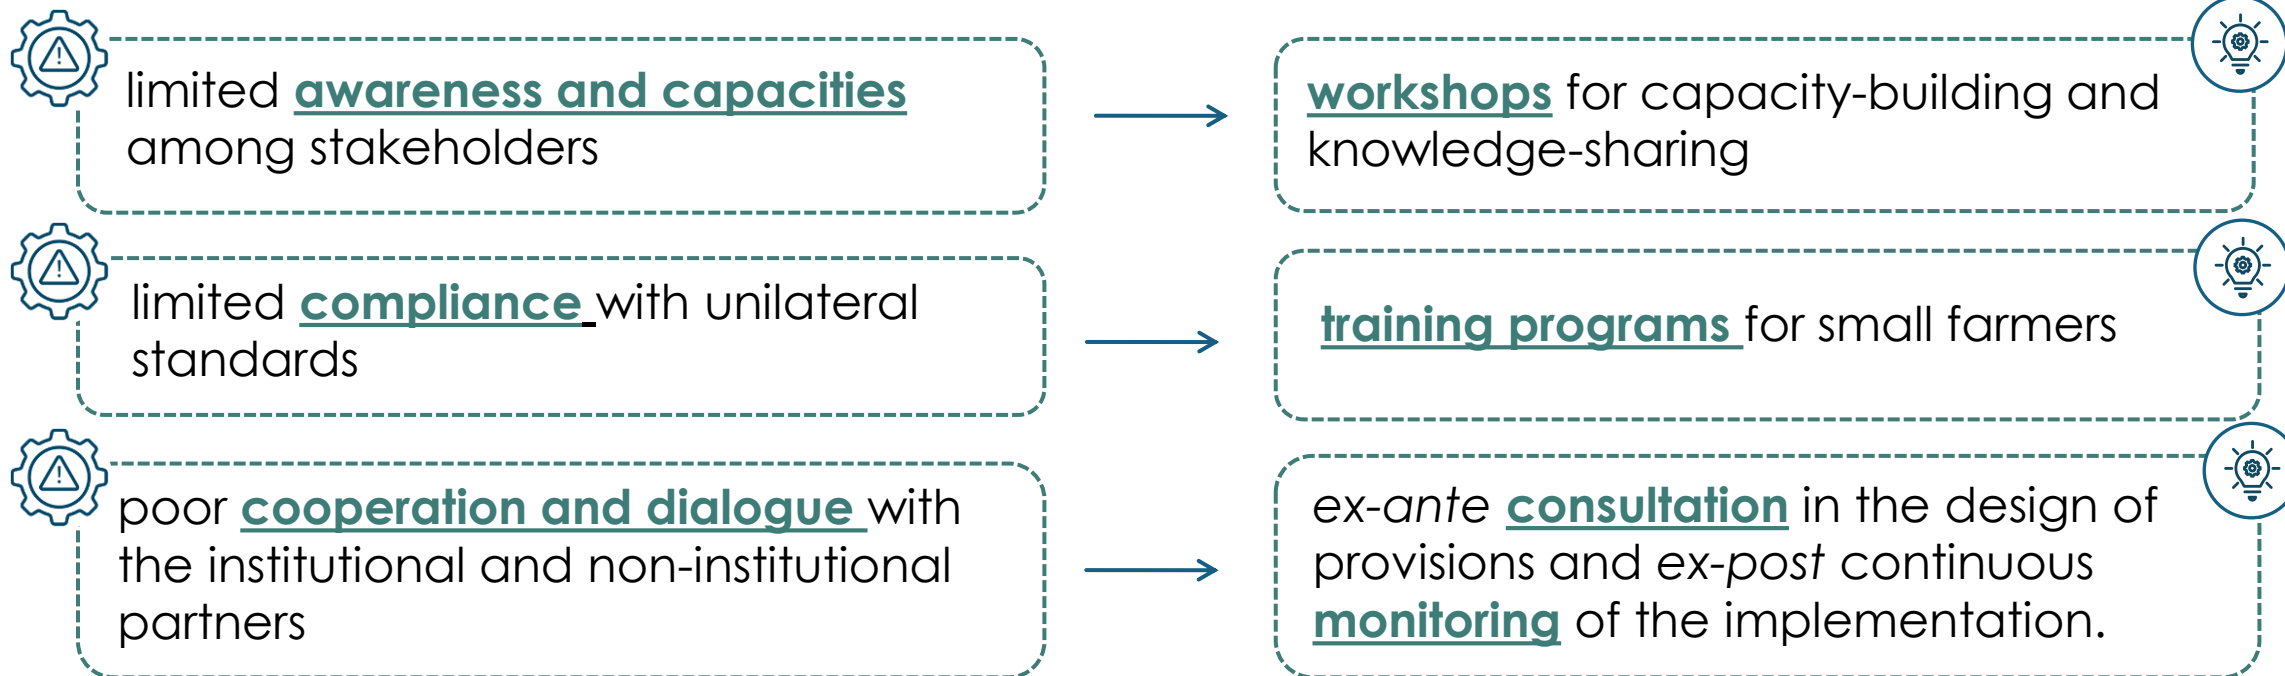 limited awareness and capacities
among stakeholders
workshops for capacity-building and
knowledge-sharing
limited compliance with unilateral
standards
training programs for small farmers
poor cooperation and dialogue with
the institutional and non-institutional
partners
ex-ante consultation in the design of
provisions and ex-post continuous
monitoring of the implementation.